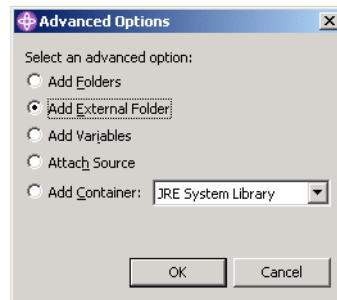 Advanced Options
Select an advanced option:
Add Folders
Add External Folder
Add Variables
Attach Source
Add Container: JRE System Library
OK Cancel